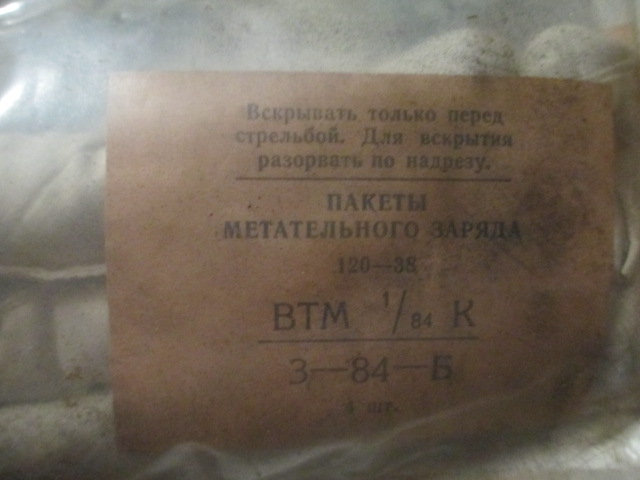 Вскрывать только перед
стрельбой. Для вскрытия
разорвать по надрезу.
ПАКЕТЫ
МЕТАТЕЛЬНОГО ЗАРЯДА
120—38
ВТМ 1/84 К
3—84—Б
4 шт.